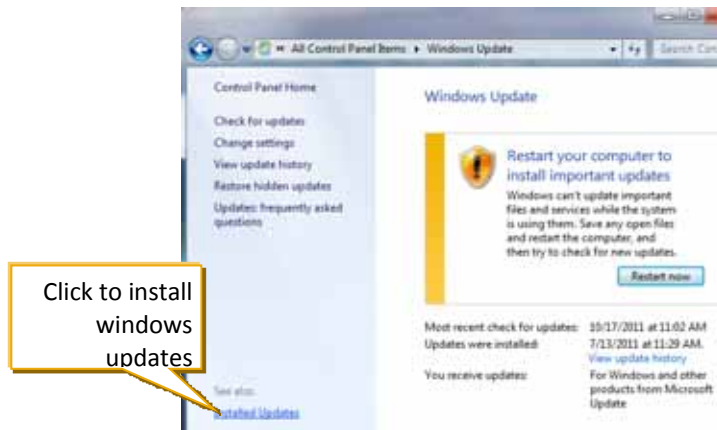 All Control Panel Items
Windows Update
Search Con
Control Panel Home
Check for updates
Change settings
View update history
Restore hidden updates
Updates: frequently asked
questions
Windows Update
Restart your computer to
install important updates
Windows can't update important
files and services while the system
is using them. Save any open files
and restart the computer, and
then try to check for new updates.
Restart now
Most recent check for updates: 10/17/2011 at 11:02 AM
Updates were installed: 7/13/2011 at 11:29 AM.
View update history
You receive updates: For Windows and other
products from Microsoft
Update
Click to install
windows
updates
See also
Installed Updates